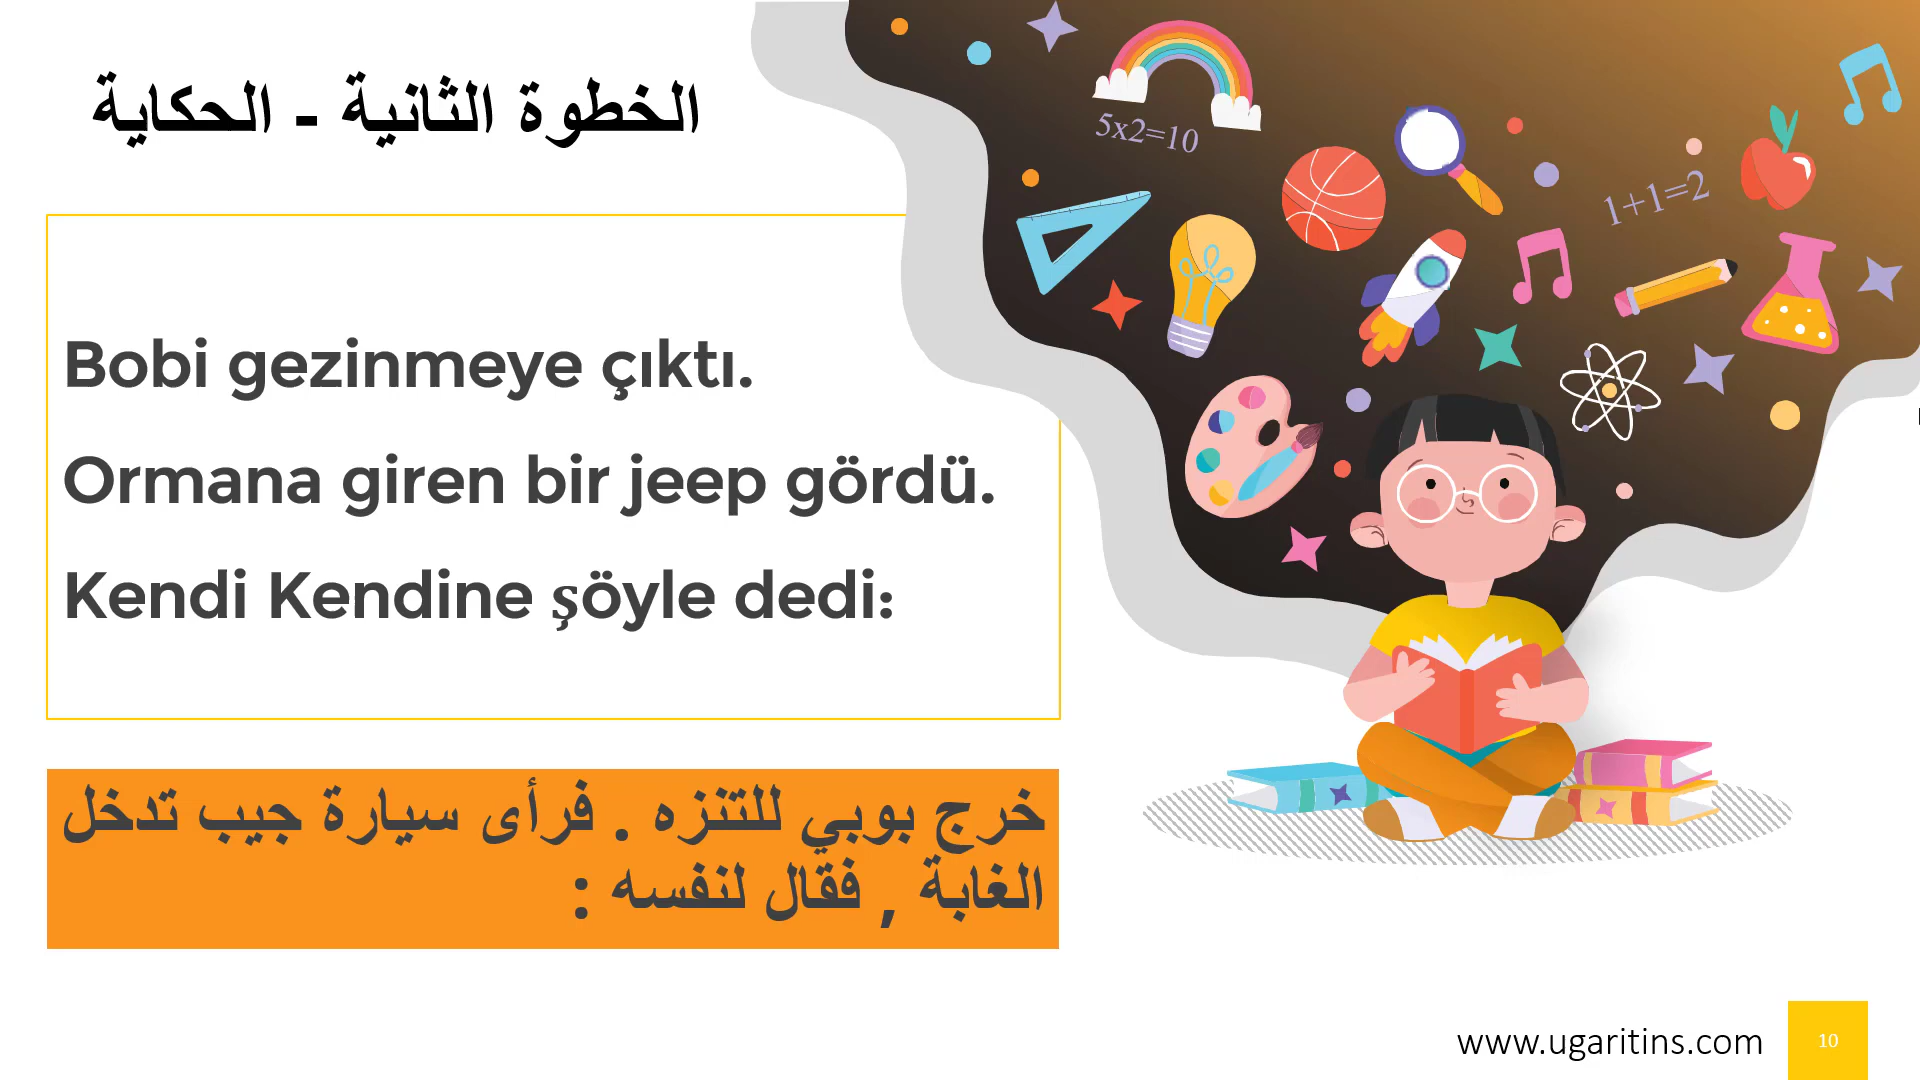 الخطوة الثانية - الحكاية
5x2=10
1+1=2
Bobi gezinmeye çıktı.
Ormana giren bir jeep gördü.
Kendi Kendine şöyle dedi:
خرج بوبي للتنزه . فرأى سيارة جيب تدخل
الغابة , فقال لنفسه :
www.ugaritins.com
10